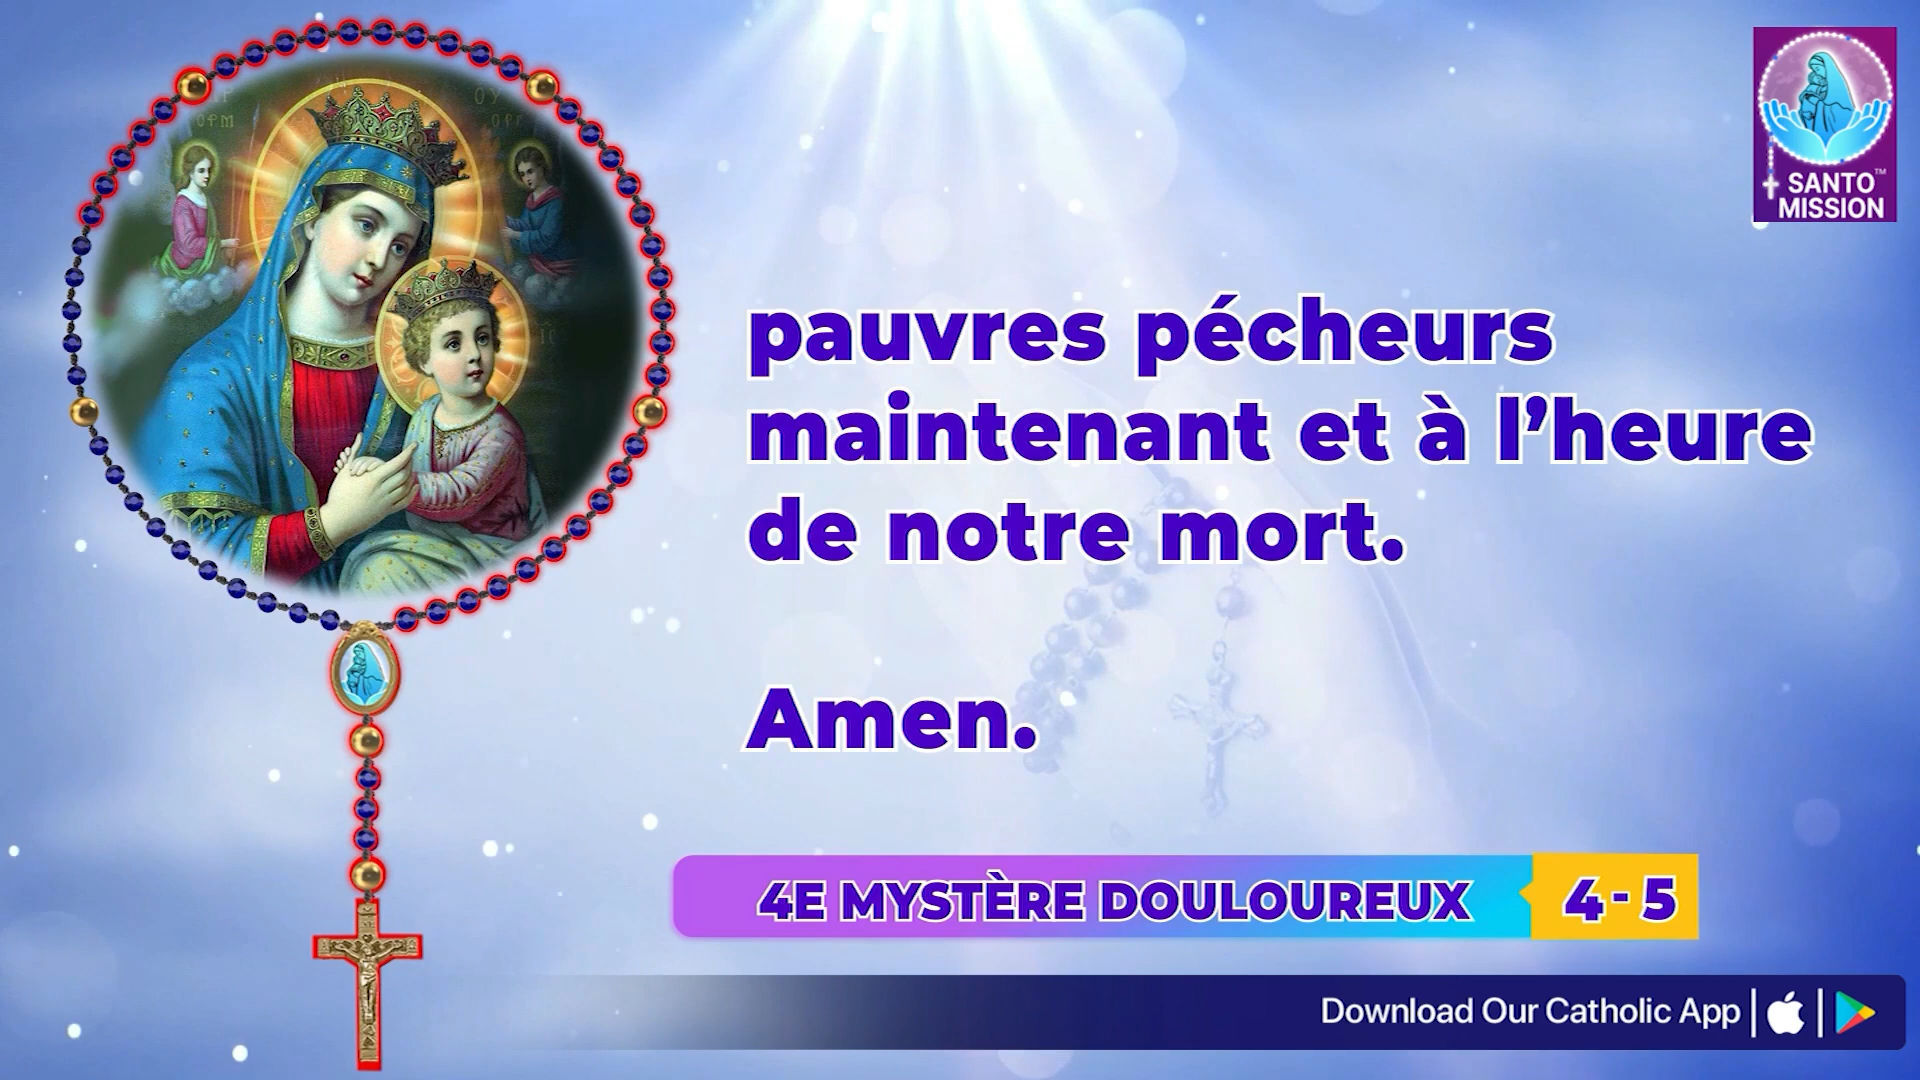 SANTO™
MISSION
pauvres pécheurs
maintenant et à l’heure
de notre mort.
Amen.
4E MYSTÈRE DOULOUREUX
4 - 5
Download Our Catholic App